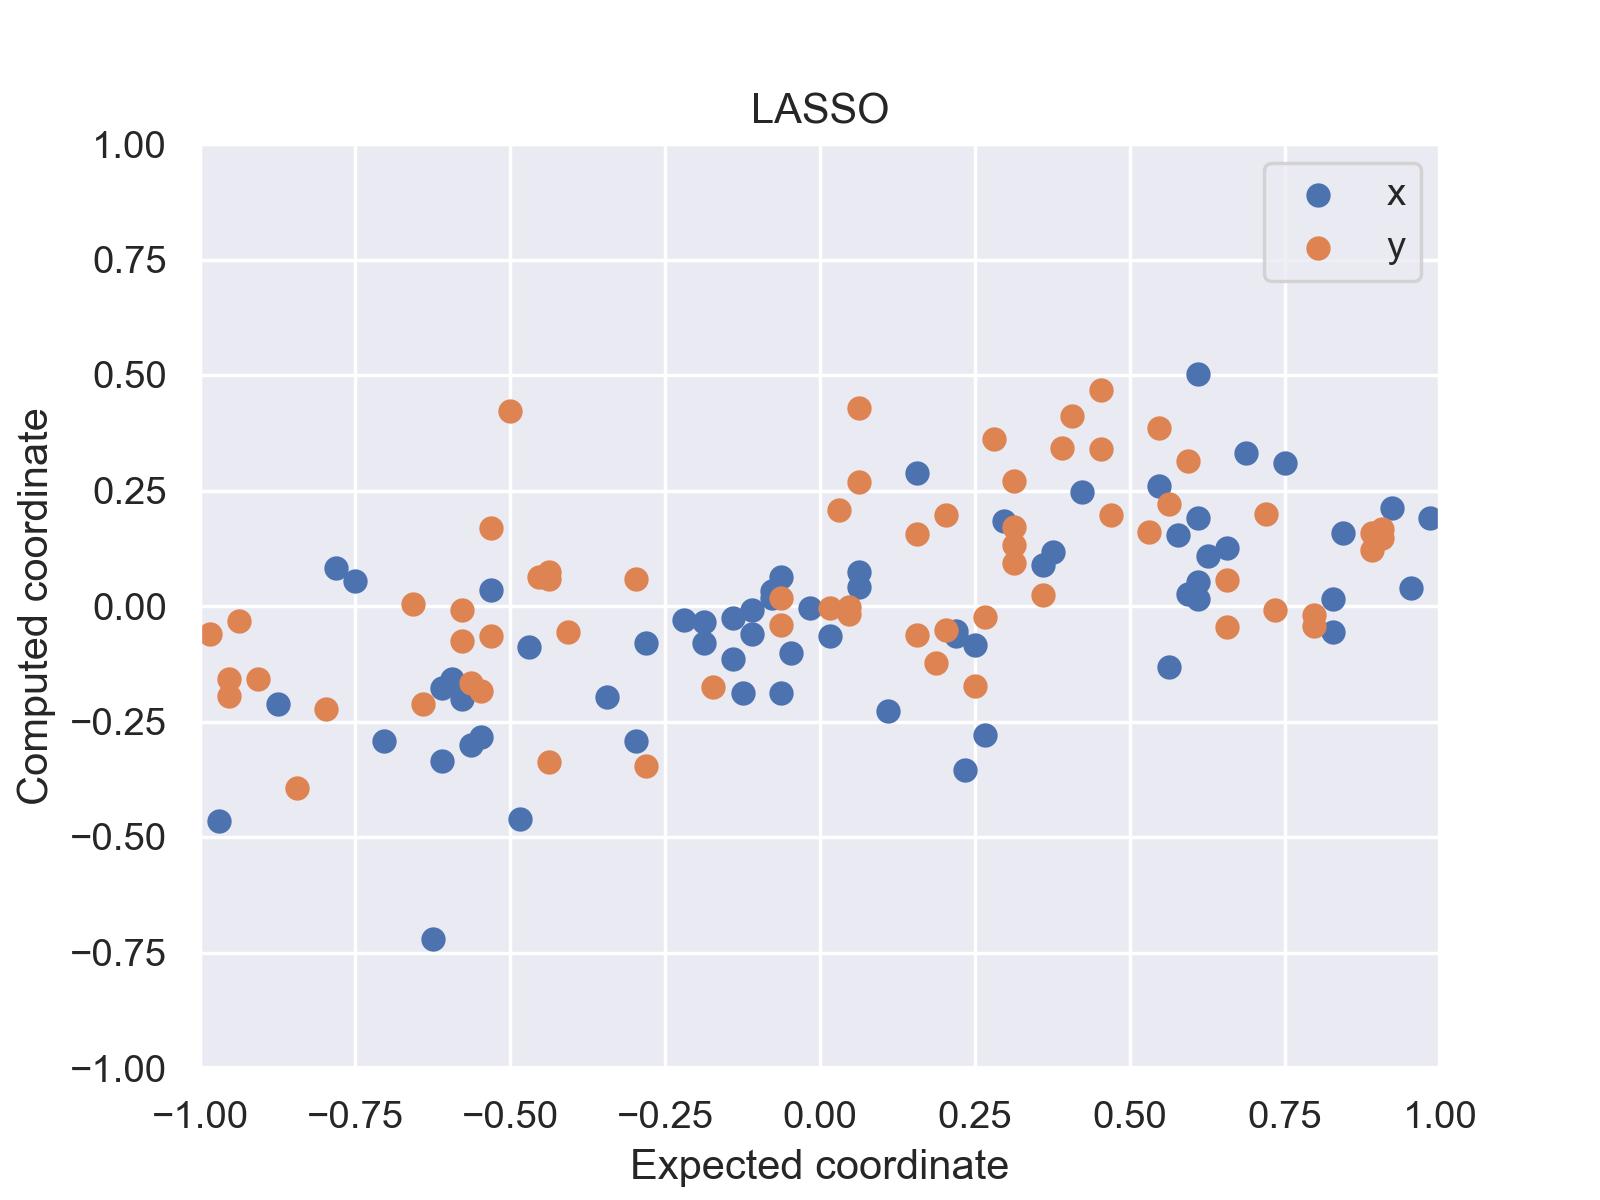 LASSO
1.00
0.75
0.50
0.25
0.00
−0.25
−0.50
−0.75
−1.00
Computed coordinate
x
y
−1.00 −0.75 −0.50 −0.25 0.00 0.25 0.50 0.75 1.00
Expected coordinate